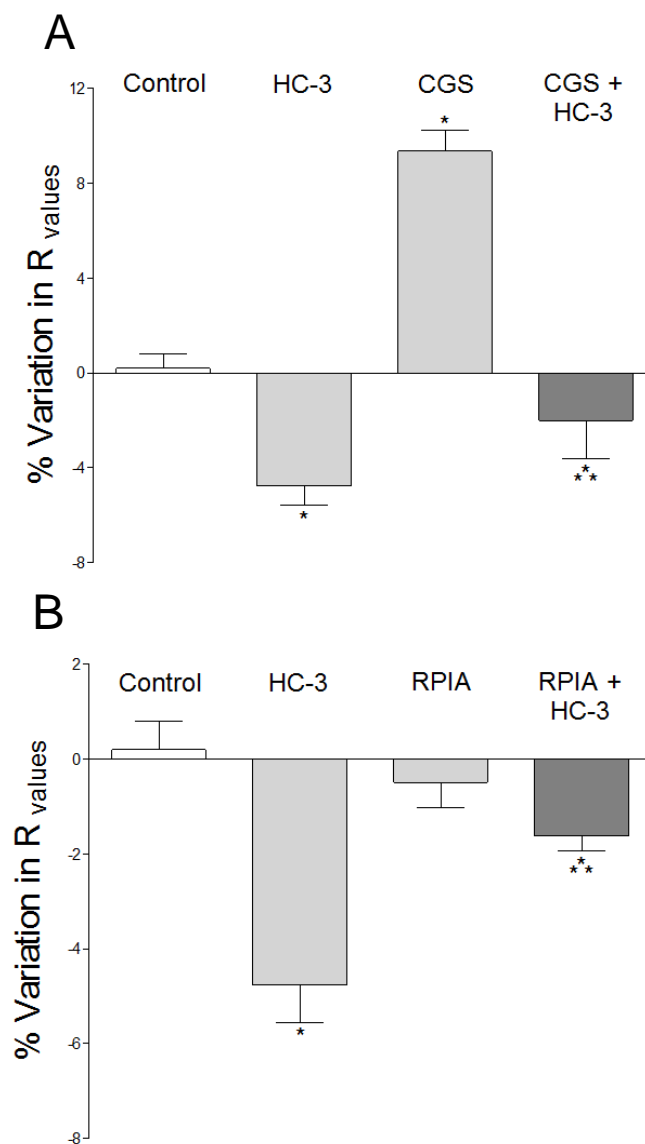 A
Control HC-3 CGS CGS +
HC-3
12
8
4
0
-4
-8
% Variation in R values
*
*
*
* *
B
Control HC-3 RPIA RPIA +
HC-3
2
0
-2
-4
-6
-8
% Variation in R values
*
*
* *